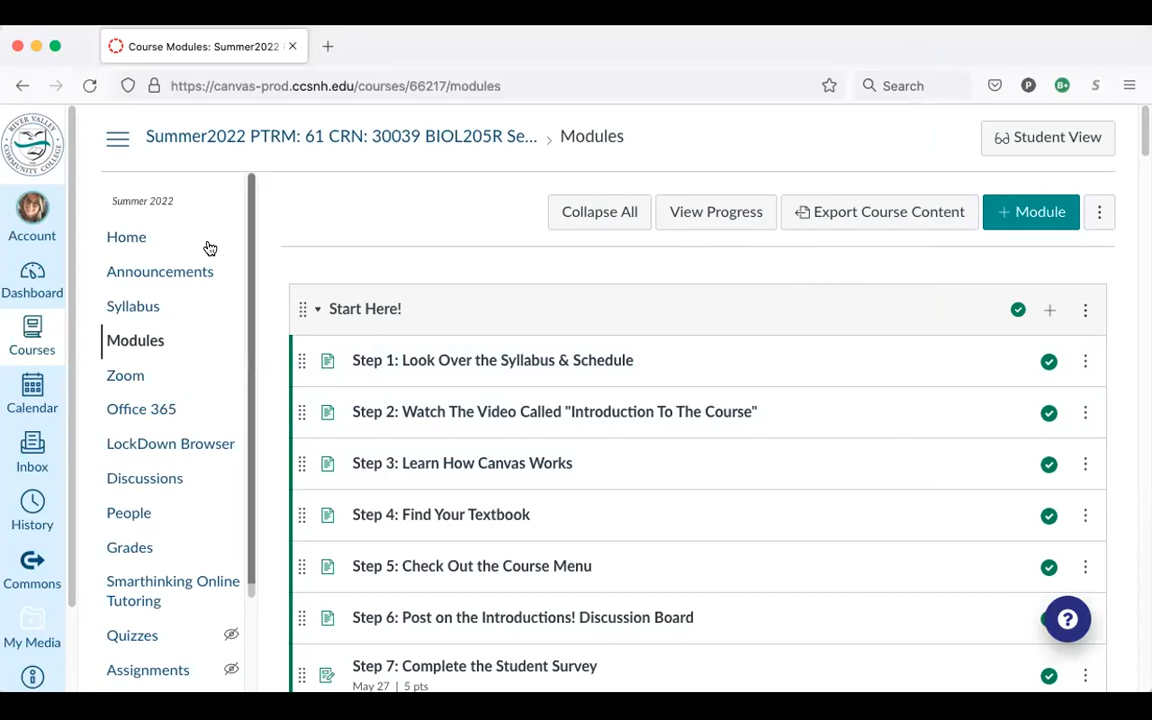 Course Modules: Summer2022
https://canvas-prod.ccsnh.edu/courses/66217/modules
Search
P
B+
S
RIVER VALLEY
COMMUNITY COLLEGE
Summer2022 PTRM: 61 CRN: 30039 BIOL205R Se... › Modules
Student View
Account
Dashboard
Courses
Calendar
Inbox
History
Commons
My Media
Summer 2022
Home
Announcements
Syllabus
Modules
Zoom
Office 365
LockDown Browser
Discussions
People
Grades
Smarthinking Online
Tutoring
Quizzes
Assignments
Collapse All
View Progress
Export Course Content
+ Module
Start Here!
Step 1: Look Over the Syllabus & Schedule
Step 2: Watch The Video Called "Introduction To The Course"
Step 3: Learn How Canvas Works
Step 4: Find Your Textbook
Step 5: Check Out the Course Menu
Step 6: Post on the Introductions! Discussion Board
Step 7: Complete the Student Survey
May 27 | 5 pts
?